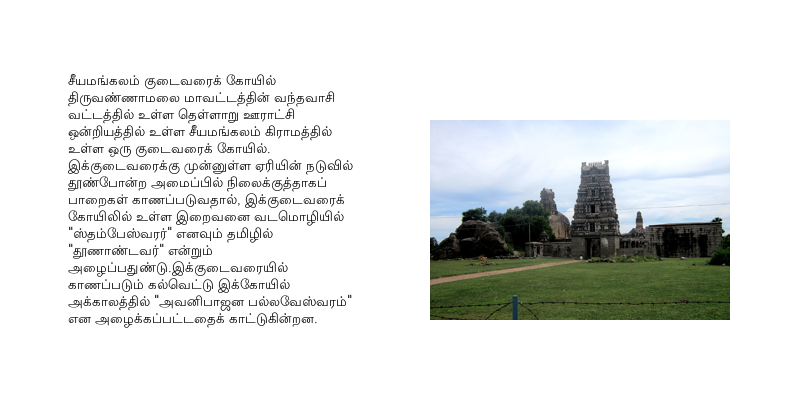 சீயமங்கலம் குடைவரைக் கோயில்
திருவண்ணாமலை மாவட்டத்தின் வந்தவாசி
வட்டத்தில் உள்ள தெள்ளாறு ஊராட்சி
ஒன்றியத்தில் உள்ள சீயமங்கலம் கிராமத்தில்
உள்ள ஒரு குடைவரைக் கோயில்.
இக்குடைவரைக்கு முன்னுள்ள ஏரியின் நடுவில்
தூண்போன்ற அமைப்பில் நிலைக்குத்தாகப்
பாறைகள் காணப்படுவதால், இக்குடைவரைக்
கோயிலில் உள்ள இறைவனை வடமொழியில்
"ஸ்தம்பேஸ்வரர்" எனவும் தமிழில்
"தூணாண்டவர்" என்றும்
அழைப்பதுண்டு.இக்குடைவரையில்
காணப்படும் கல்வெட்டு இக்கோயில்
அக்காலத்தில் "அவனிபாஜன பல்லவேஸ்வரம்"
என அழைக்கப்பட்டதைக் காட்டுகின்றன.